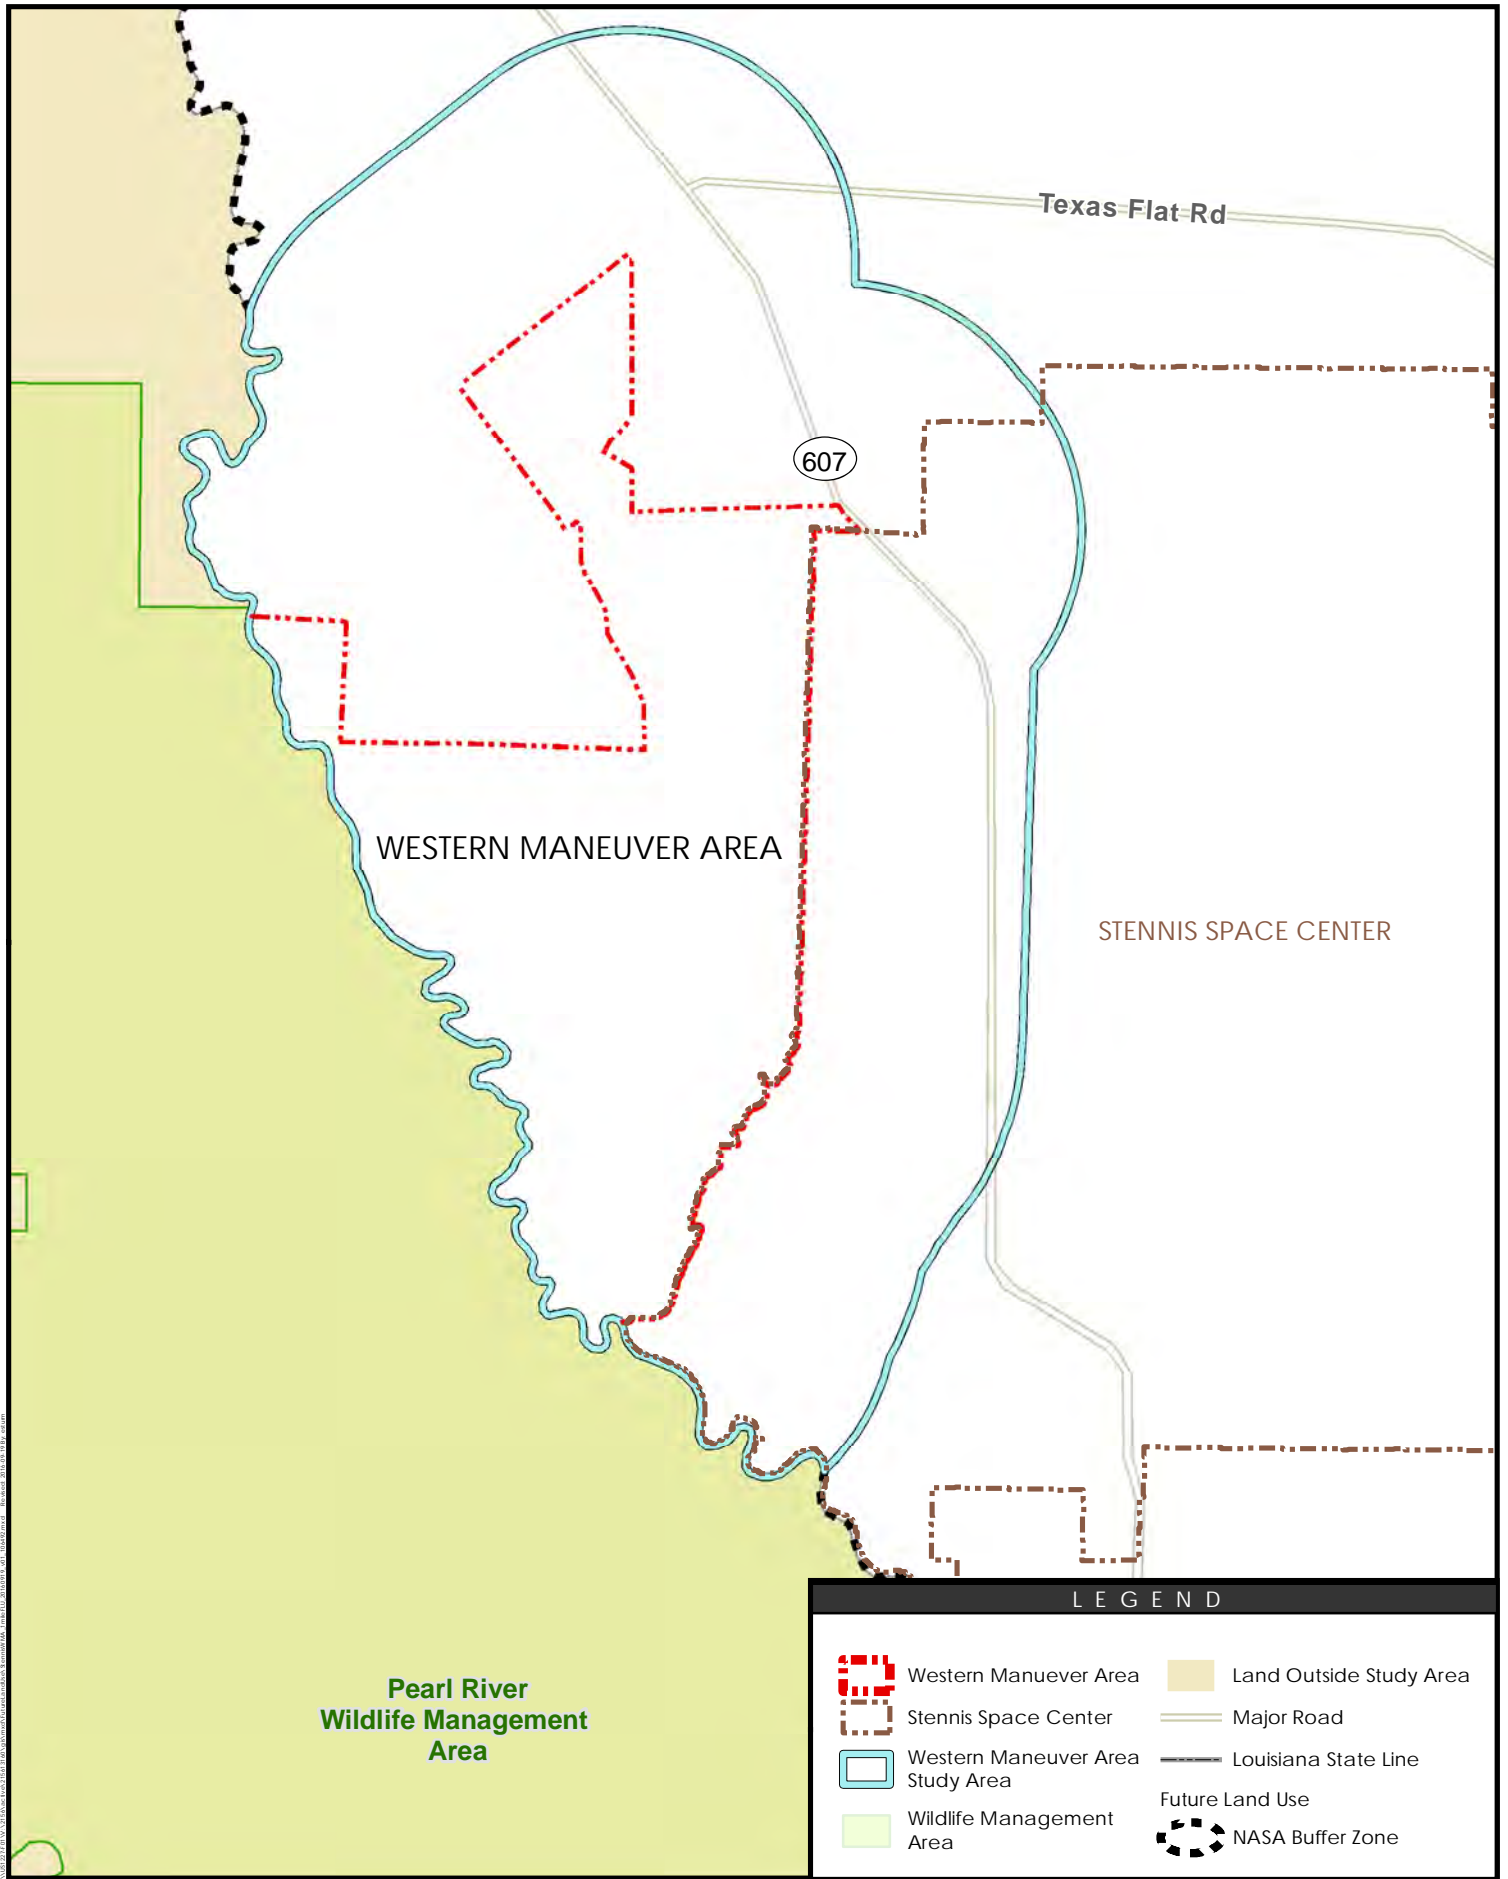 Texas Flat Rd
607
WESTERN MANEUVER AREA
STENNIS SPACE CENTER
Pearl River
Wildlife Management
Area
LEGEND
Western Manuever Area
Stennis Space Center
Western Maneuver Area
Study Area
Wildlife Management
Area
Land Outside Study Area
Major Road
Louisiana State Line
Future Land Use
NASA Buffer Zone